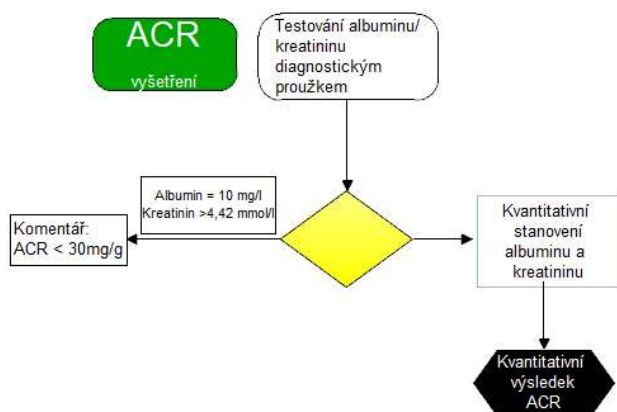 ACR
vyšetření
Testování albuminu/
kreatininu
diagnostickým
proužkem
Albumin = 10 mg/l
Kreatinin >4,42 mmol/l
Komentář:
ACR < 30mg/g
Kvantitativní
stanovení
albuminu a
kreatininu
Kvantitativní
výsledek
ACR